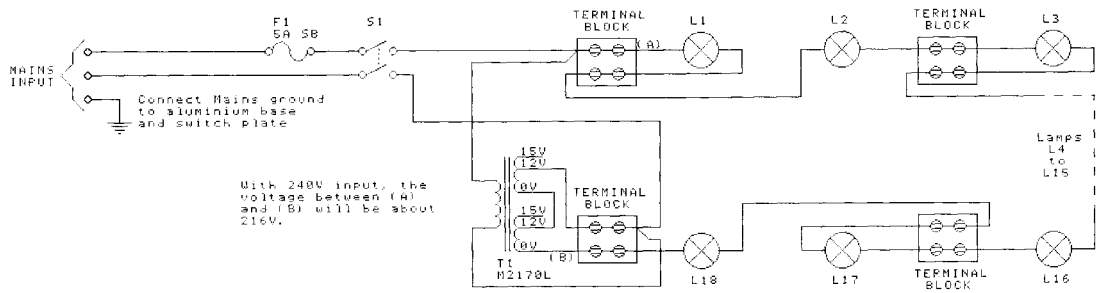 F1
5A SB
S1
TERMINAL
BLOCK
L1
L2
TERMINAL
BLOCK
L3
(A)
MAINS
INPUT
Connect Mains ground
to aluminium base
and switch plate
Lamps
L4
to
L15
With 240V input, the
voltage between (A)
and (B) will be about
216V.
15V
12V
0V
15V
12V
0V
TERMINAL
BLOCK
(B)
T1
M2170L
L18
L17
TERMINAL
BLOCK
L16